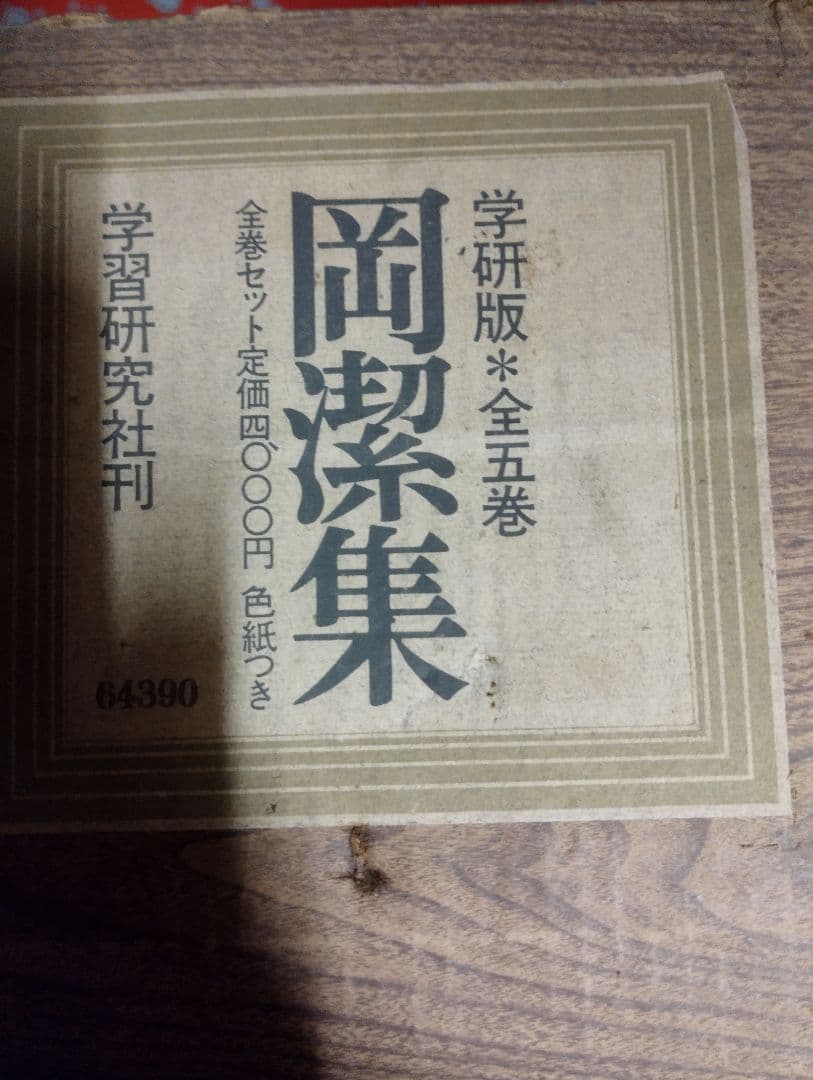 学研版＊全五巻
岡潔集
全巻セット定価四、〇〇〇円 色紙つき
学習研究社刊
64390